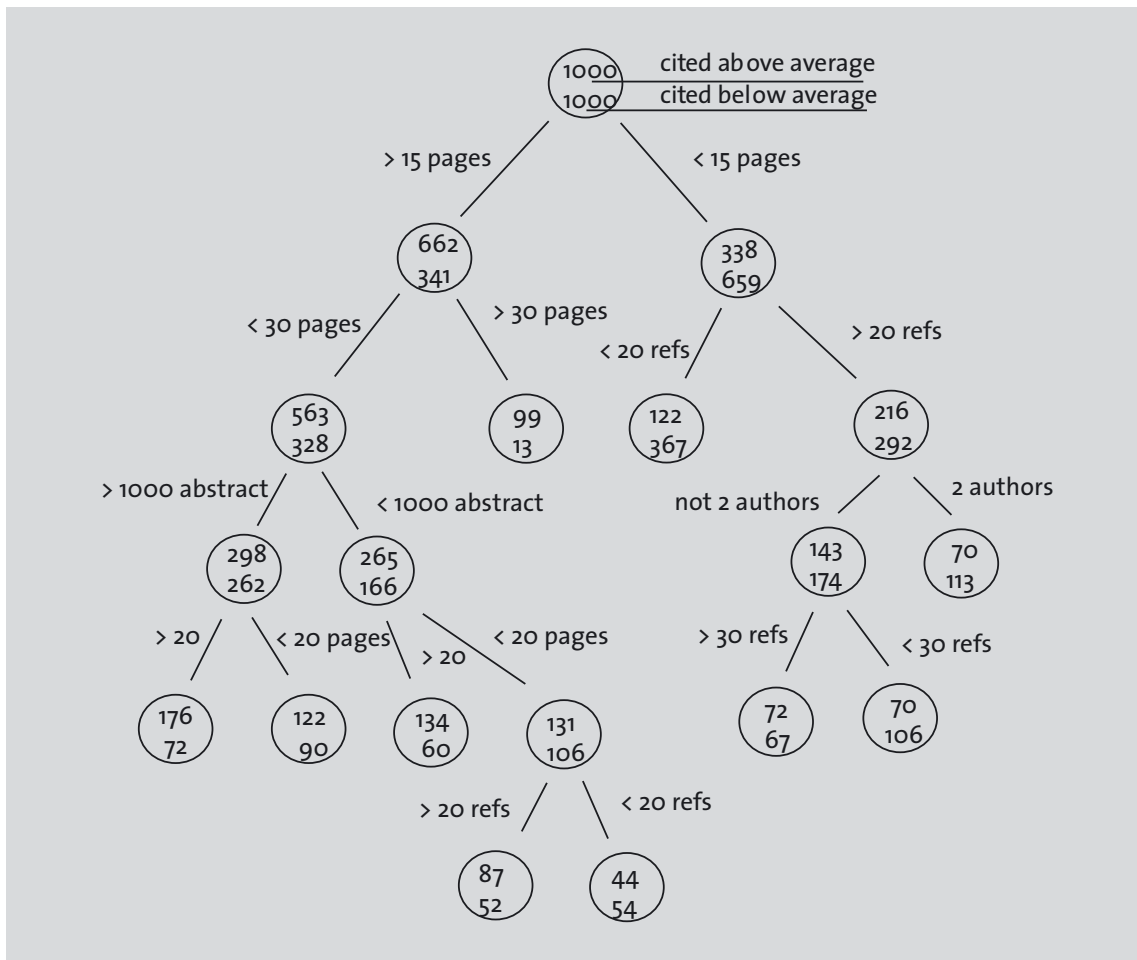 1000 cited above average
1000 cited below average
> 15 pages < 15 pages
662 338
341 659
< 30 pages > 30 pages < 20 refs > 20 refs
563 99 122 216
328 13 367 292
> 1000 abstract < 1000 abstract not 2 authors 2 authors
298 265 143 70
262 166 174 113
> 20 < 20 pages > 20 < 20 pages > 30 refs < 30 refs
176 122 134 131 72 70
72 90 60 106 67 106
> 20 refs < 20 refs
87 44
52 54